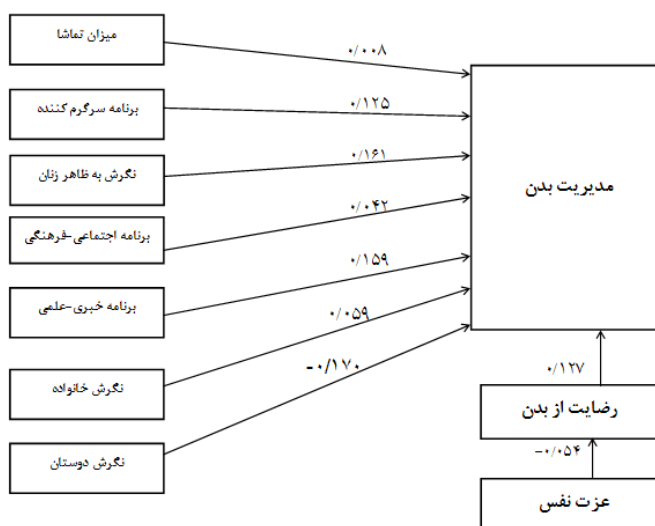 میزان تماشا
۰/۰۰۸
برنامه سرگرم کننده
۰/۱۲۵
نگرش به ظاهر زنان
۰/۱۶۱
مدیریت بدن
برنامه اجتماعی-فرهنگی
۰/۰۴۲
برنامه خبری-علمی
۰/۱۵۹
نگرش خانواده
۰/۰۵۹
نگرش دوستان
-۰/۱۷۰
۰/۱۲۷
رضایت از بدن
-۰/۰۵۴
عزت نفس